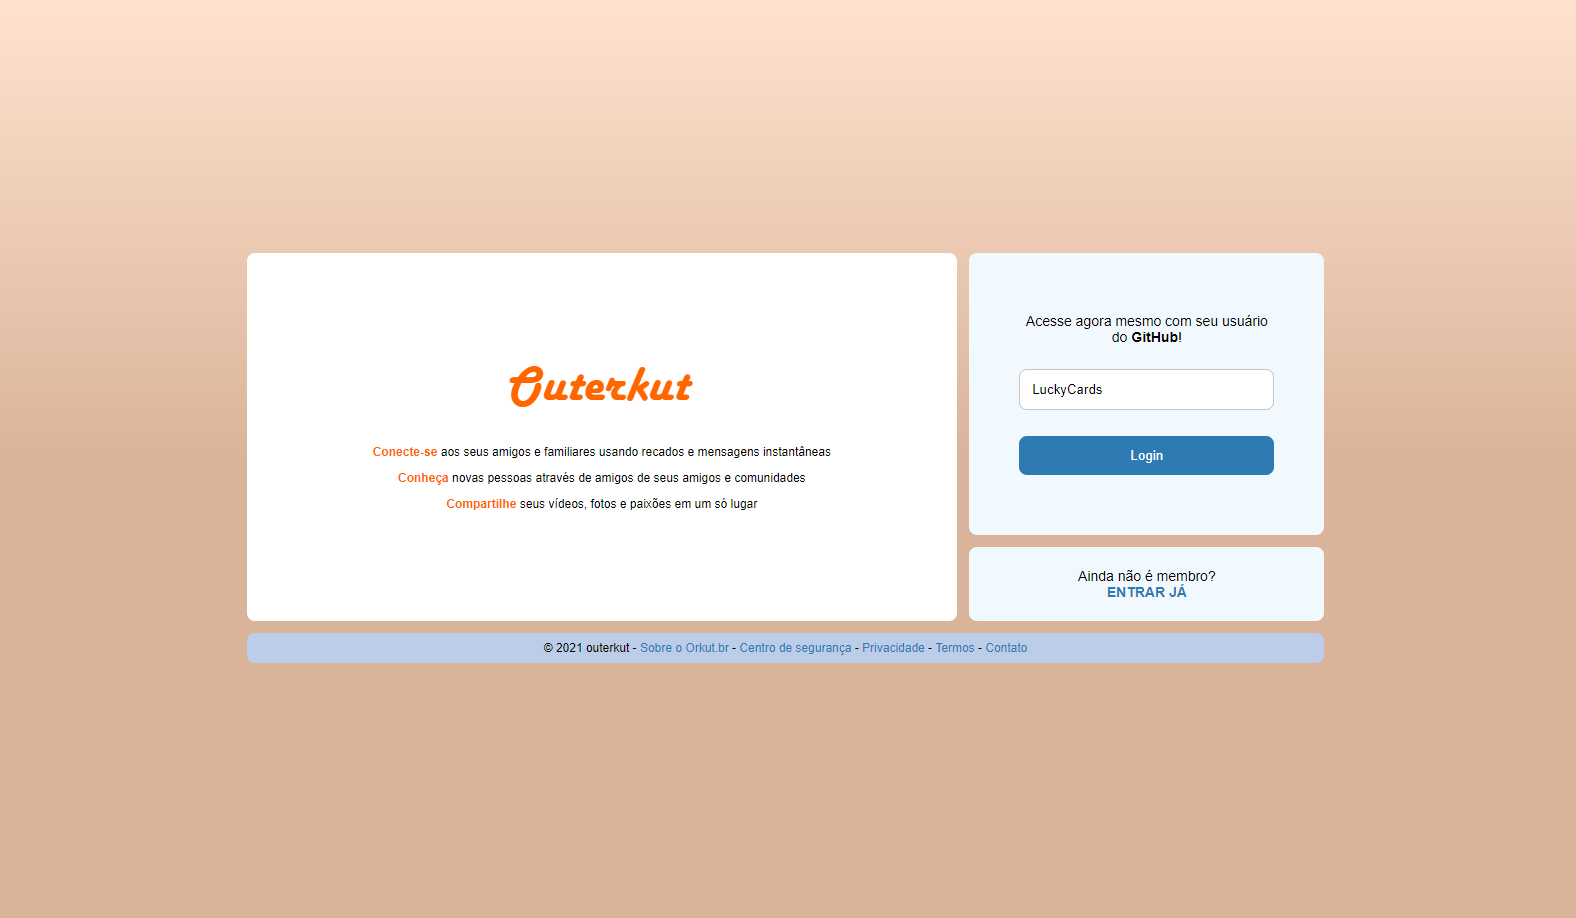 Outerkut
Conecte-se aos seus amigos e familiares usando recados e mensagens instantâneas
Conheça novas pessoas através de amigos de seus amigos e comunidades
Compartilhe seus vídeos, fotos e paixões em um só lugar
Acesse agora mesmo com seu usuário
do GitHub!
LuckyCards
Login
Ainda não é membro?
ENTRAR JÁ
© 2021 outerkut - Sobre o Orkut.br - Centro de segurança - Privacidade - Termos - Contato